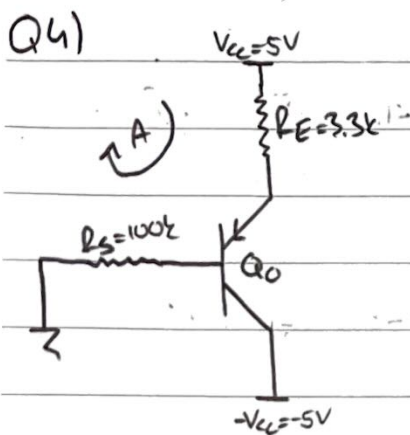 Q4)
Vcc=5V
A
RE=3.3k
Rs=100k
Q0
-Vcc=-5V